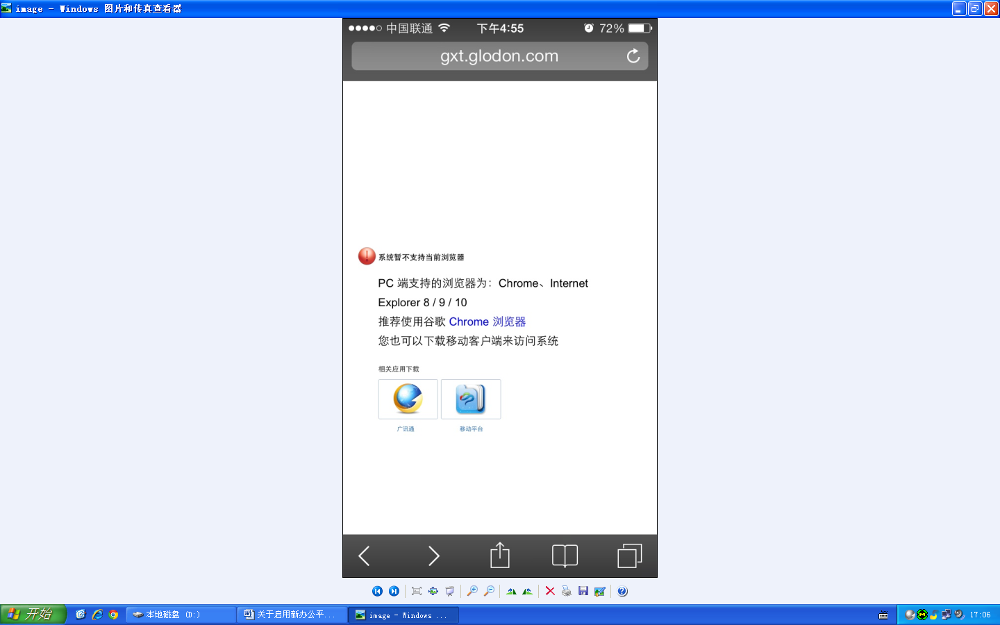 image - Windows 图片和传真查看器
中国联通 下午4:55 72%
gxt.glodon.com
系统暂不支持当前浏览器
PC 端支持的浏览器为：Chrome、Internet
Explorer 8 / 9 / 10
推荐使用谷歌 Chrome 浏览器
您也可以下载移动客户端来访问系统
相关应用下载
广讯通 移动平台
开始 本地磁盘 (D:) 关于启用新办公平... image - Windows ... 17:06